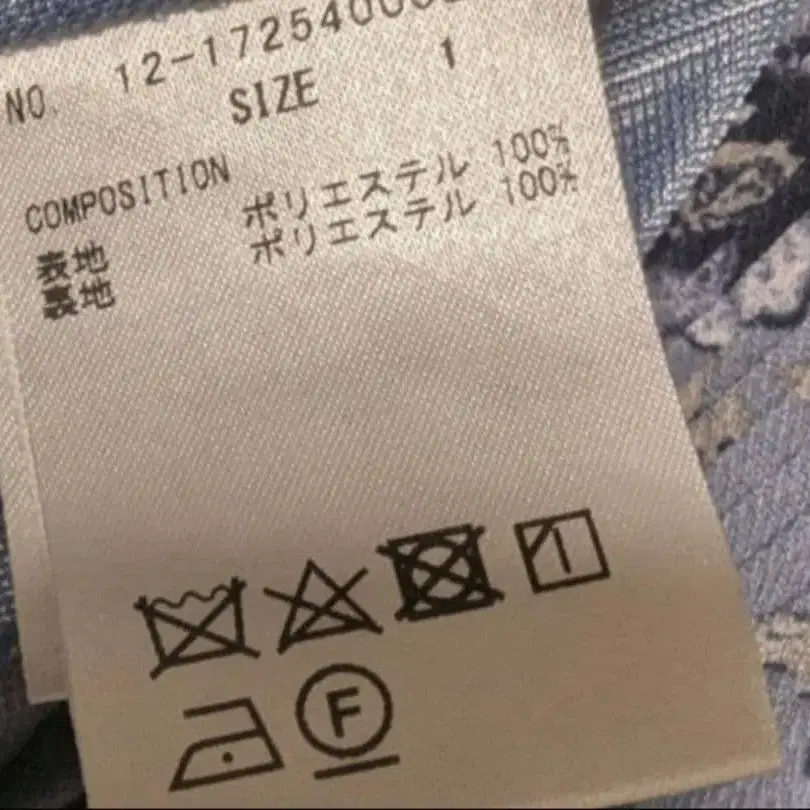 NO. 12-1725400
SIZE 1
COMPOSITION
表地 ポリエステル 100%
裏地 ポリエステル 100%
F